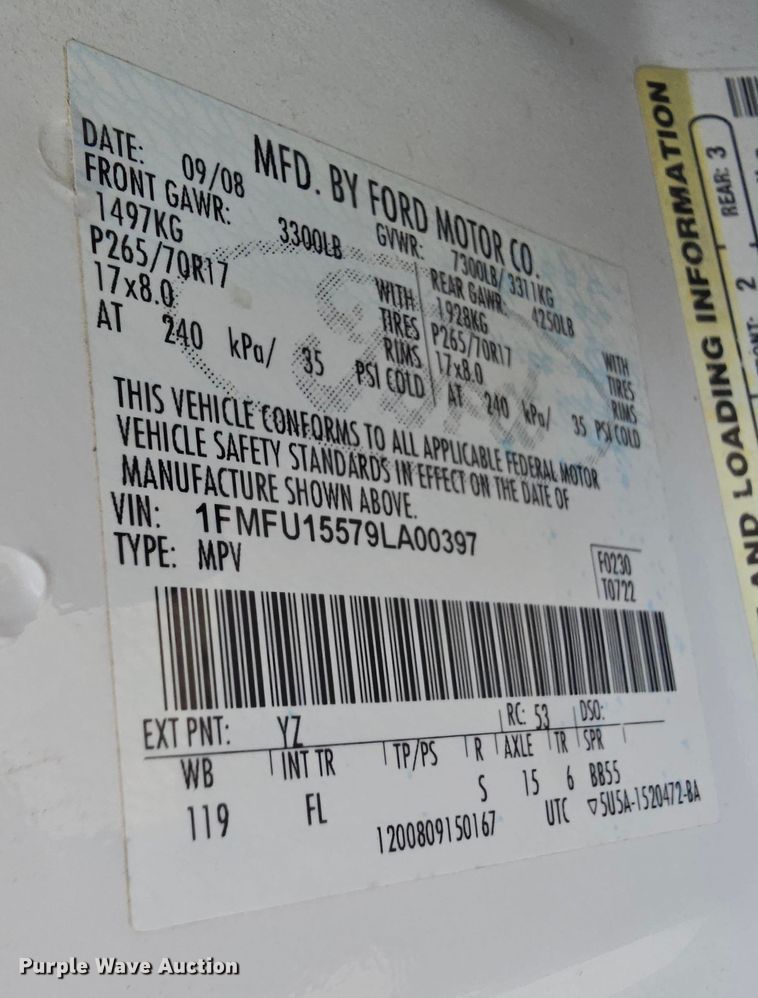 MFD. BY FORD MOTOR CO.
DATE: 09/08 GVWR: 7300LB/ 3311KG
FRONT GAWR: 3300LB REAR GAWR: 4250LB
1497KG WITH 1928KG WITH
P265/70R17 TIRES P265/70R17 TIRES
17x8.0 RIMS 17x8.0 RIMS
AT 240 kPa/ 35 PSI COLD AT 240 kPa/ 35 PSI COLD
THIS VEHICLE CONFORMS TO ALL APPLICABLE FEDERAL MOTOR
VEHICLE SAFETY STANDARDS IN EFFECT ON THE DATE OF
MANUFACTURE SHOWN ABOVE.
VIN: 1FMFU15579LA00397
TYPE: MPV
F0230
T0722
EXT PNT: YZ RC: 53 DSO:
WB INT TR TP/PS R AXLE TR SPR
119 FL S 15 6 BB55
1200809150167 UTC ▽5U5A-1520472-BA
AND LOADING INFORMATION
2 REAR: 3
Purple Wave Auction